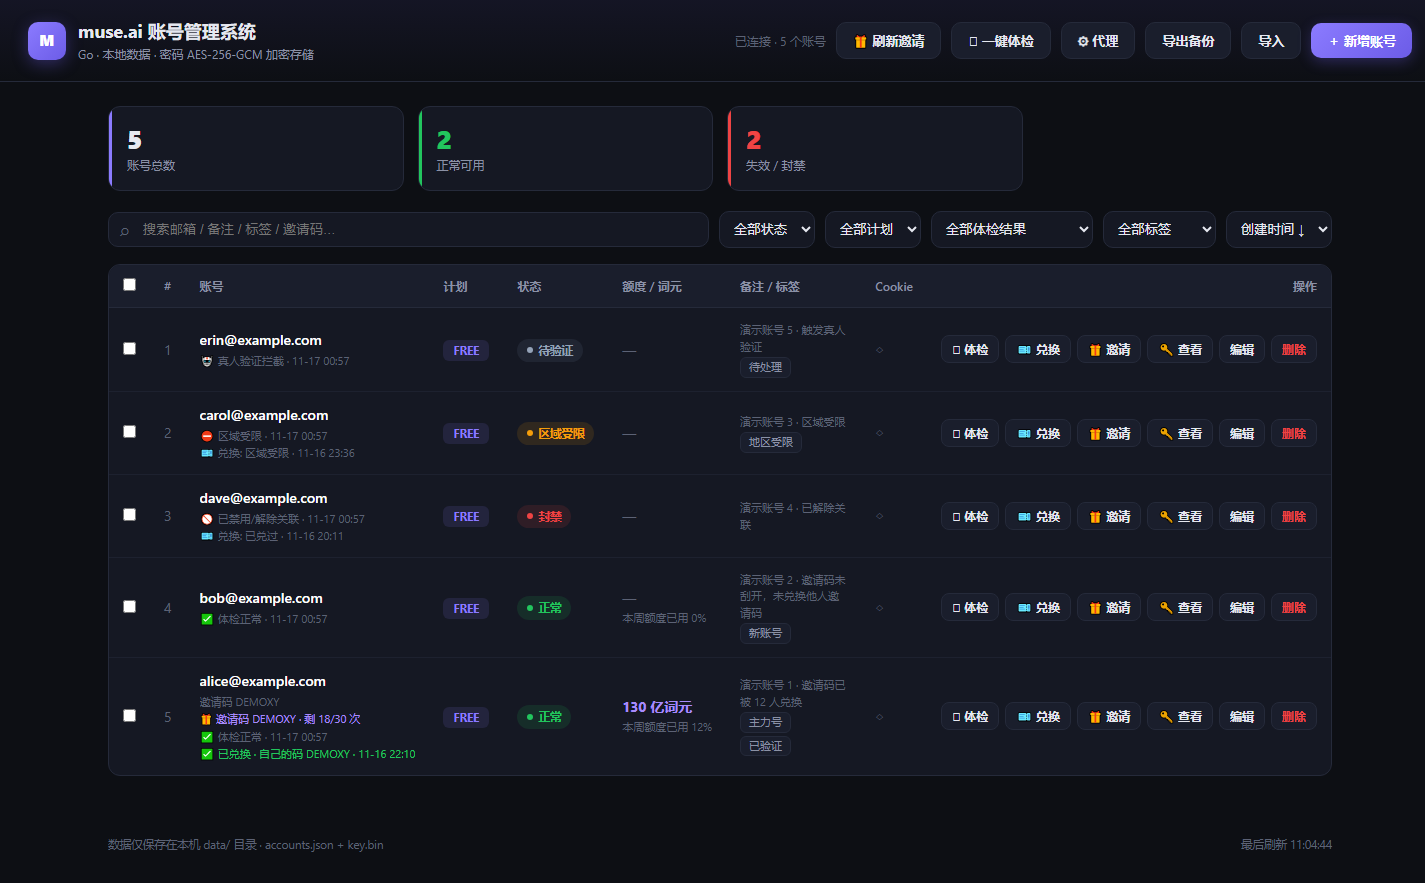 M
muse.ai 账号管理系统
Go · 本地数据 · 密码 AES-256-GCM 加密存储
已连接 · 5 个账号
刷新邀请
一键体检
代理
导出备份
导入
+ 新增账号
5
账号总数
2
正常可用
2
失效 / 封禁
搜索邮箱 / 备注 / 标签 / 邀请码...
全部状态
全部计划
全部体检结果
全部标签
创建时间 ↓
# 账号 计划 状态 额度 / 词元 备注 / 标签 Cookie 操作
erin@example.com
真人验证拦截 · 11-17 00:57
1 FREE 待验证 —
演示账号 5 · 触发真人
验证
待处理
体检 兑换 邀请 查看 编辑 删除
carol@example.com
区域受限 · 11-17 00:57
兑换: 区域受限 · 11-16 23:36
2 FREE 区域受限 —
演示账号 3 · 区域受限
地区受限
体检 兑换 邀请 查看 编辑 删除
dave@example.com
已禁用/解除关联 · 11-17 00:57
兑换: 已兑过 · 11-16 20:11
3 FREE 封禁 —
演示账号 4 · 已解除关
联
体检 兑换 邀请 查看 编辑 删除
bob@example.com
体检正常 · 11-17 00:57
4 FREE 正常 —
本周额度已用 0%
演示账号 2 · 邀请码未
刮开，未兑换他人邀
请码
新账号
体检 兑换 邀请 查看 编辑 删除
alice@example.com
邀请码 DEMOXY
邀请码 DEMOXY · 剩 18/30 次
体检正常 · 11-17 00:57
已兑换 · 自己的码 DEMOXY · 11-16 22:10
5 FREE 正常
130 亿词元
本周额度已用 12%
演示账号 1 · 邀请码已
被 12 人兑换
主力号
已验证
体检 兑换 邀请 查看 编辑 删除
数据仅保存在本机 data/ 目录 · accounts.json + key.bin
最后刷新 11:04:44